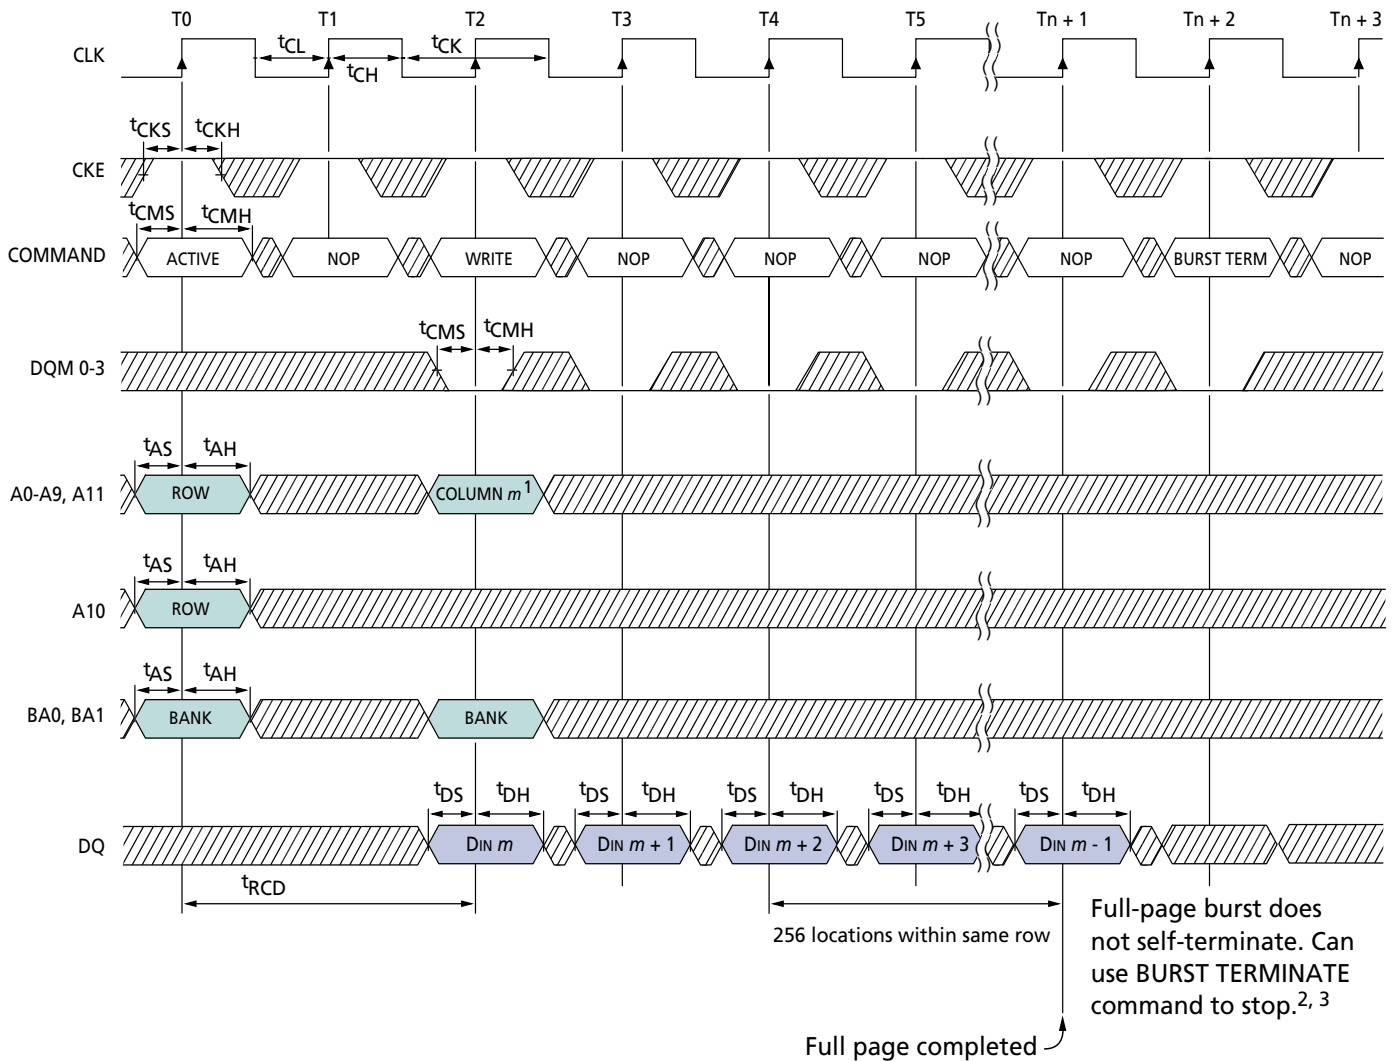 T0 T1 T2 T3 T4 T5 Tn + 1 Tn + 2 Tn + 3
CLK
tCL tCK
tCH
tCKS tCKH
CKE
tCMS tCMH
COMMAND ACTIVE NOP WRITE NOP NOP NOP NOP BURST TERM NOP
tCMS tCMH
DQM 0-3
tAS tAH
A0-A9, A11 ROW COLUMN m1
tAS tAH
A10 ROW
tAS tAH
BA0, BA1 BANK BANK
tDS tDH tDS tDH tDS tDH tDS tDH tDS tDH
DQ DIN m DIN m + 1 DIN m + 2 DIN m + 3 DIN m - 1
tRCD
256 locations within same row
Full-page burst does
not self-terminate. Can
use BURST TERMINATE
command to stop.2, 3
Full page completed